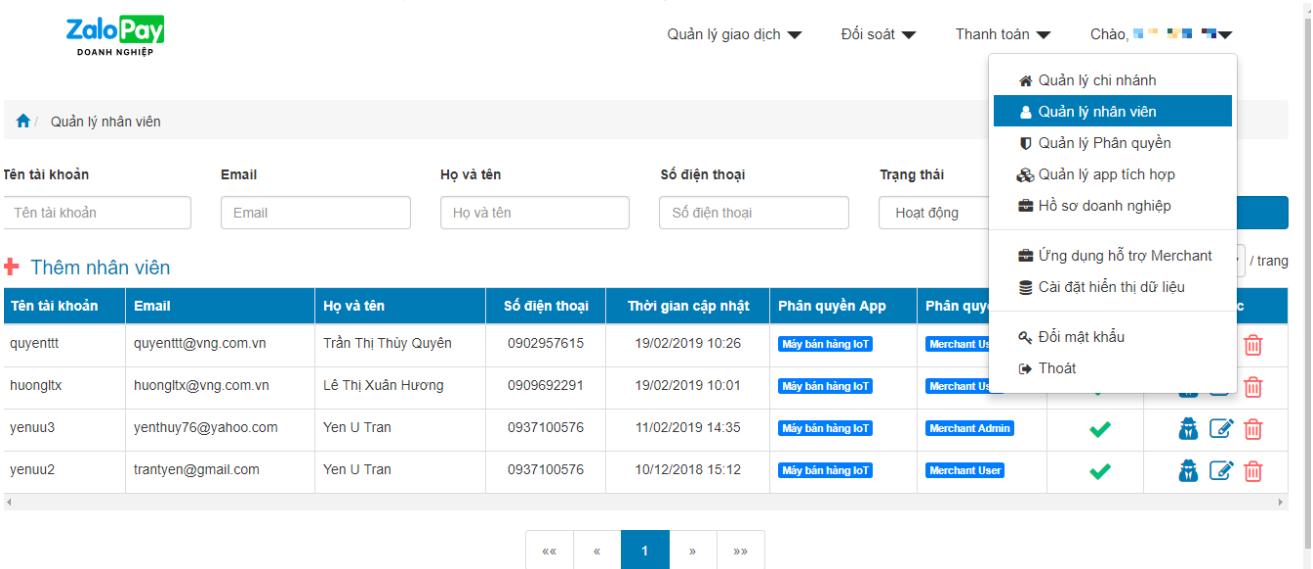 ZaloPay
DOANH NGHIỆP
Quản lý giao dịch
Đối soát
Thanh toán
Chào,
Quản lý chi nhánh
Quản lý nhân viên
Quản lý Phân quyền
Quản lý app tích hợp
Hồ sơ doanh nghiệp
Ứng dụng hỗ trợ Merchant
Cài đặt hiển thị dữ liệu
Đổi mật khẩu
Thoát
/ Quản lý nhân viên
Tên tài khoản Email Họ và tên Số điện thoại Trạng thái
Tên tài khoản Email Họ và tên Số điện thoại Hoạt động
Thêm nhân viên
/ trang
Tên tài khoản Email Họ và tên Số điện thoại Thời gian cập nhật Phân quyền App
quyenttt quyenttt@vng.com.vn Trần Thị Thùy Quyên 0902957615 19/02/2019 10:26 Máy bán hàng IoT Merchant
huongltx huongltx@vng.com.vn Lê Thị Xuân Hương 0909692291 19/02/2019 10:01 Máy bán hàng IoT Merchant
yenuu3 yenthuy76@yahoo.com Yen U Tran 0937100576 11/02/2019 14:35 Máy bán hàng IoT Merchant Admin
yenuu2 trantyen@gmail.com Yen U Tran 0937100576 10/12/2018 15:12 Máy bán hàng IoT Merchant User
«« « 1 » »»